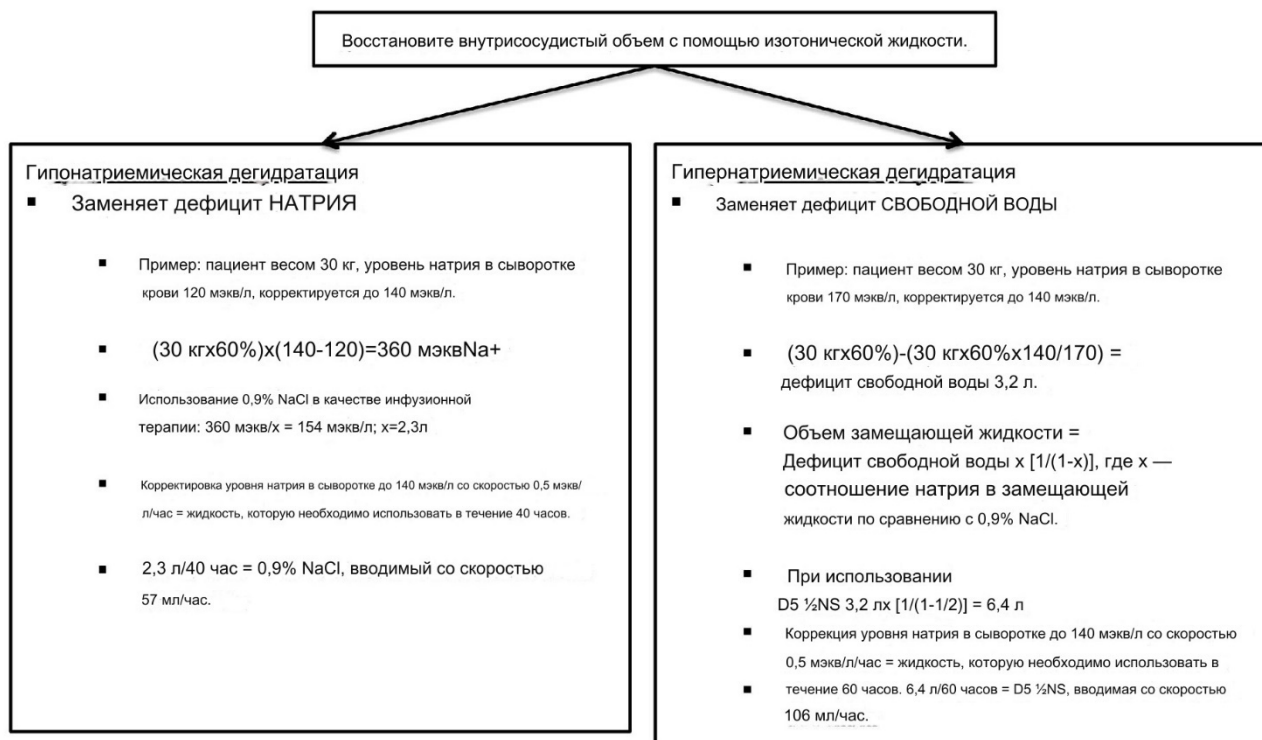 Восстановите внутрисосудистый объем с помощью изотонической жидкости.
Гипонатриемическая дегидратация
▪ Заменяет дефицит НАТРИЯ
▪ Пример: пациент весом 30 кг, уровень натрия в сыворотке
крови 120 мэкв/л, корректируется до 140 мэкв/л.
▪ (30 кгx60%)x(140-120)=360 мэквNa+
▪ Использование 0,9% NaCl в качестве инфузионной
терапии: 360 мэкв/x = 154 мэкв/л; x=2,3л
▪ Корректировка уровня натрия в сыворотке до 140 мэкв/л со скоростью 0,5 мэкв/
л/час = жидкость, которую необходимо использовать в течение 40 часов.
▪ 2,3 л/40 час = 0,9% NaCl, вводимый со скоростью
57 мл/час.
Гипернатриемическая дегидратация
▪ Заменяет дефицит СВОБОДНОЙ ВОДЫ
▪ Пример: пациент весом 30 кг, уровень натрия в сыворотке
крови 170 мэкв/л, корректируется до 140 мэкв/л.
▪ (30 кгx60%)-(30 кгx60%x140/170) =
дефицит свободной воды 3,2 л.
▪ Объем замещающей жидкости =
Дефицит свободной воды x [1/(1-x)], где x —
соотношение натрия в замещающей
жидкости по сравнению с 0,9% NaCl.
▪ При использовании
D5 ½NS 3,2 лx [1/(1-1/2)] = 6,4 л
▪ Коррекция уровня натрия в сыворотке до 140 мэкв/л со скоростью
0,5 мэкв/л/час = жидкость, которую необходимо использовать в
▪ течение 60 часов. 6,4 л/60 часов = D5 ½NS, вводимая со скоростью
106 мл/час.